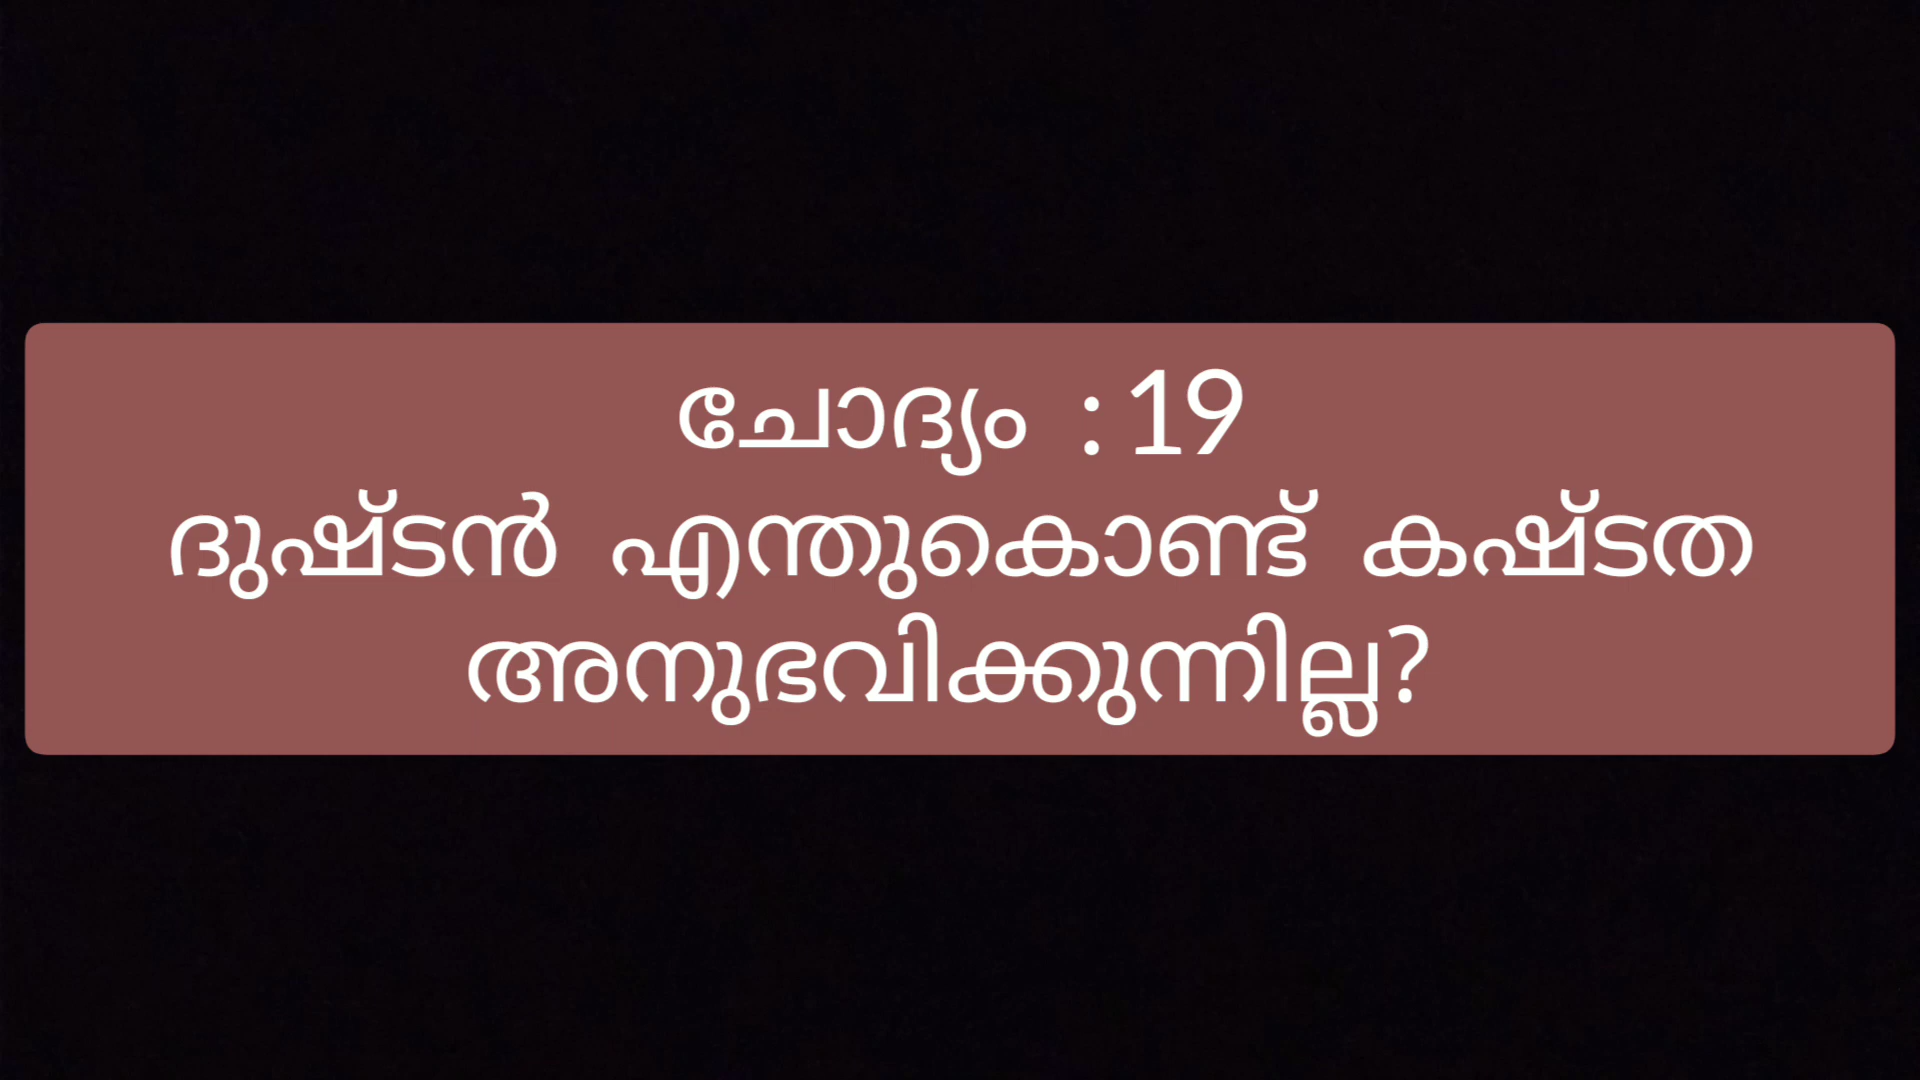 ചോദ്യം : 19
ദുഷ്ടൻ എന്തുകൊണ്ട് കഷ്ടത
അനുഭവിക്കുന്നില്ല?